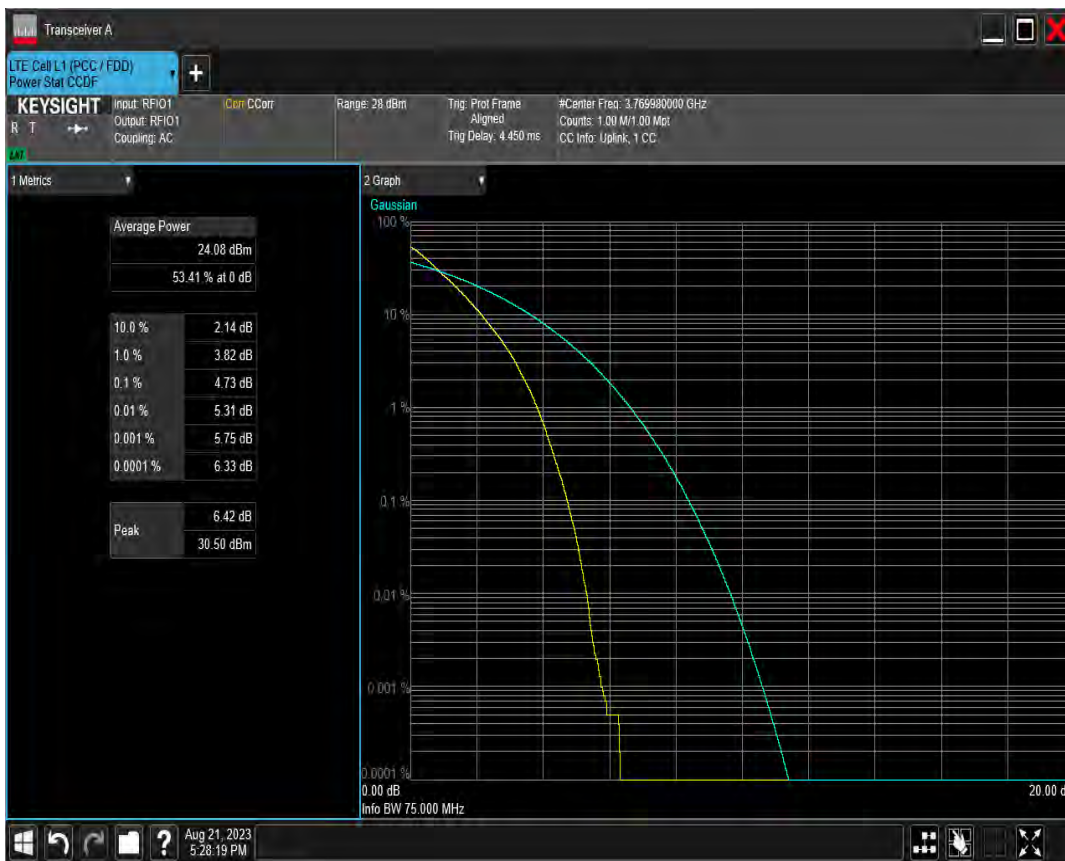 Transceiver A
LTE Cell L1 (PCC / FDD)
Power Stat CCDF
+
KEYSIGHT
R T
LXI
Input: RFIO1
Output: RFIO1
Coupling: AC
Corr CCorr
Range: 28 dBm
Trig: Prot Frame
Aligned
Trig Delay: 4.450 ms
#Center Freq: 3.769980000 GHz
Counts: 1.00 M/1.00 Mpt
CC Info: Uplink, 1 CC
1 Metrics
Average Power
24.08 dBm
53.41 % at 0 dB
10.0 % 2.14 dB
1.0 % 3.82 dB
0.1 % 4.73 dB
0.01 % 5.31 dB
0.001 % 5.75 dB
0.0001 % 6.33 dB
Peak
6.42 dB
30.50 dBm
2 Graph
Gaussian
100 %
10 %
1 %
0.1 %
0.01 %
0.001 %
0.0001 %
0.00 dB
20.00 d
Info BW 75.000 MHz
?
Aug 21, 2023
5:28:19 PM